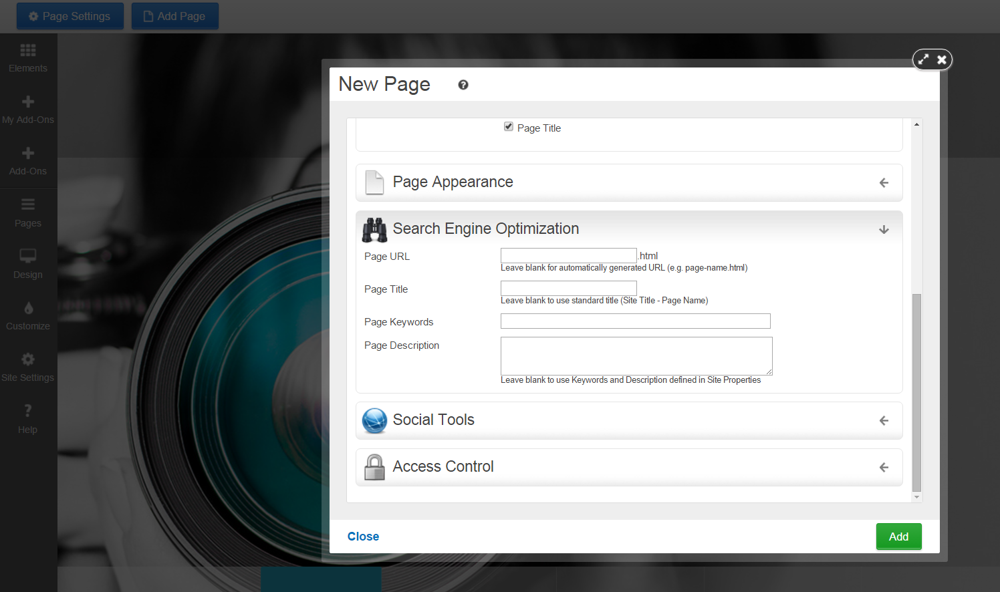 Page Settings
Add Page
Elements
My Add-Ons
Add-Ons
Pages
Design
Customize
Site Settings
Help
New Page
Page Title
Page Appearance
Search Engine Optimization
Page URL
.html
Leave blank for automatically generated URL (e.g. page-name.html)
Page Title
Leave blank to use standard title (Site Title - Page Name)
Page Keywords
Page Description
Leave blank to use Keywords and Description defined in Site Properties
Social Tools
Access Control
Close
Add